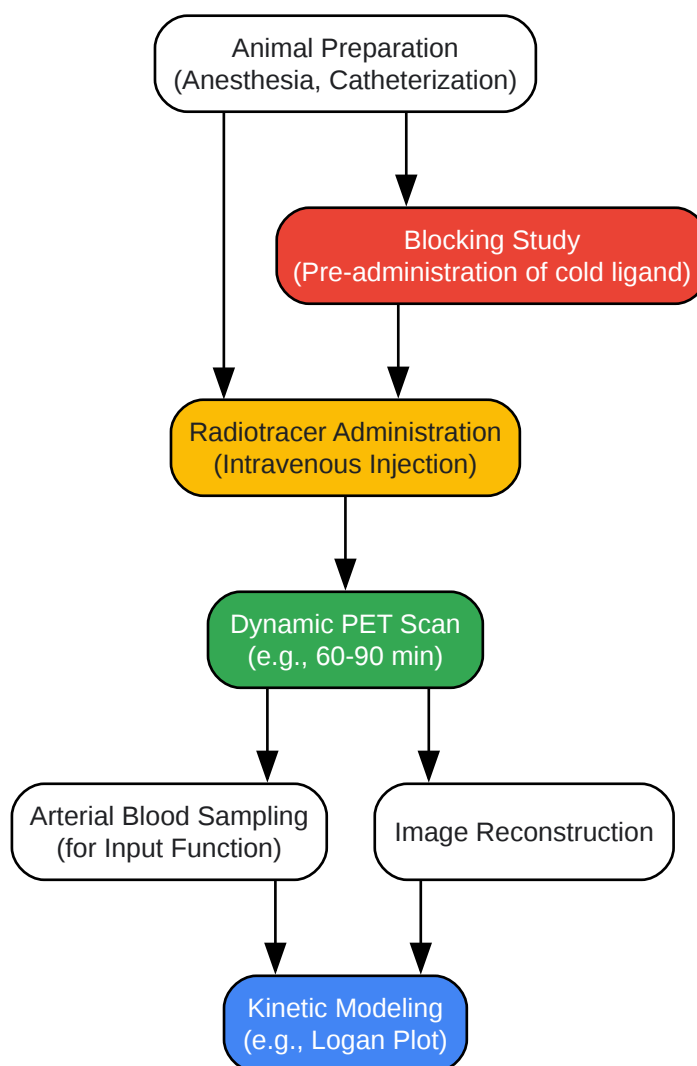 Animal Preparation
(Anesthesia, Catheterization)
Blocking Study
(Pre-administration of cold ligand)
Radiotracer Administration
(Intravenous Injection)
Dynamic PET Scan
(e.g., 60-90 min)
Arterial Blood Sampling
(for Input Function)
Image Reconstruction
Kinetic Modeling
(e.g., Logan Plot)